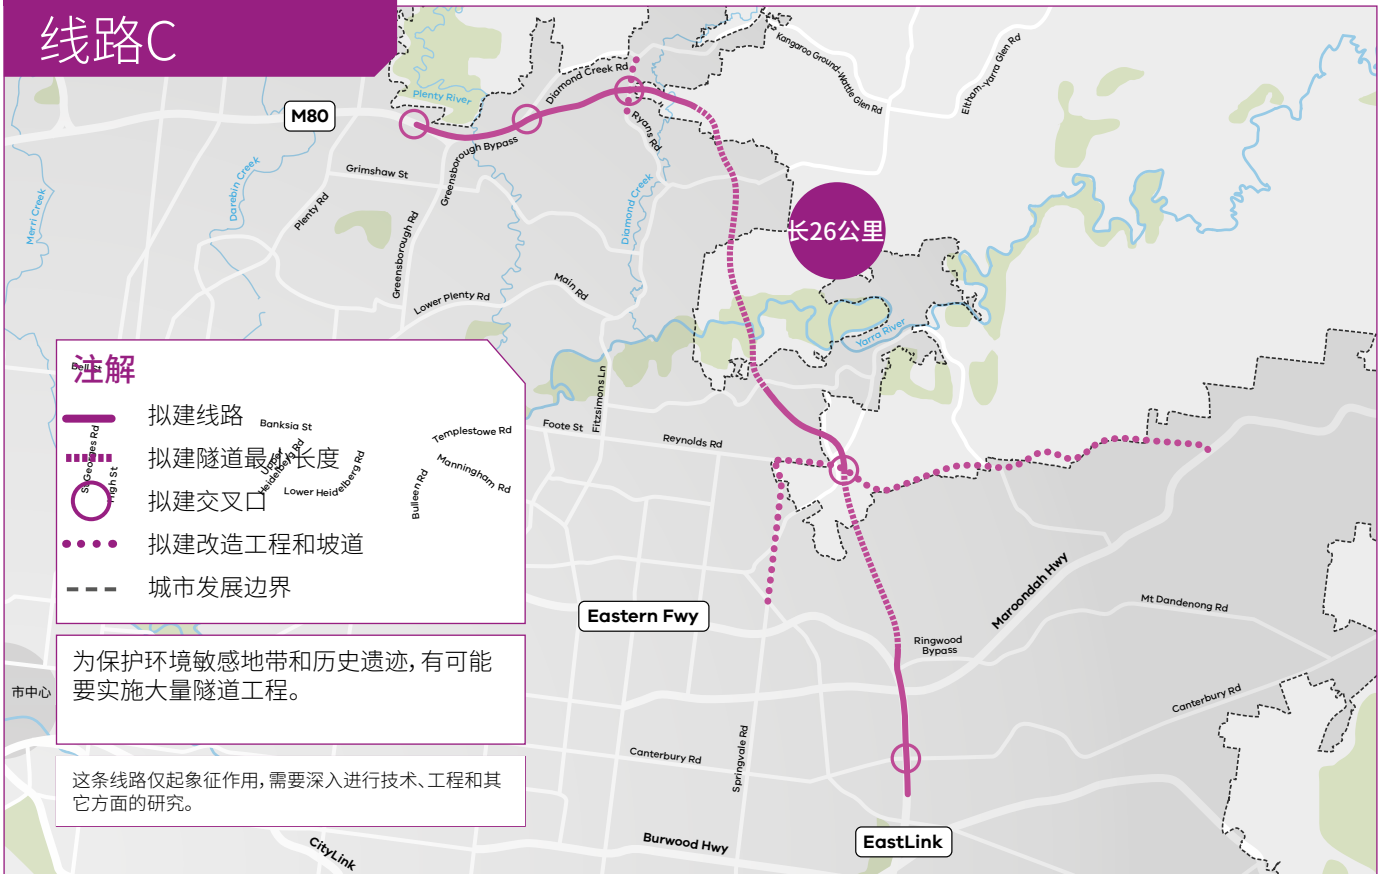 线路C
M80
Plenty River
Diamond Creek Rd
Kangaroo Ground-Wattle Glen Rd
Eltham-Yarra Glen Rd
Ryans Rd
Greensborough Bypass
Grimshaw St
Darebin Creek
Merri Creek
Plenty Rd
Greensborough Rd
Diamond Creek
长26公里
Lower Plenty Rd
Main Rd
Yarra River
注解
Bell St
拟建线路
Banksia St
拟建隧道最大长度
St Georges Rd
High St
Upper
Heidelberg Rd
Lower Heidelberg Rd
Templestowe Rd
Manningham Rd
Bulleen Rd
Foote St
Fitzsimons Ln
Reynolds Rd
拟建交叉口
拟建改造工程和坡道
城市发展边界
Eastern Fwy
Maroondah Hwy
Mt Dandenong Rd
Ringwood
Bypass
为保护环境敏感地带和历史遗迹，有可能
要实施大量隧道工程。
市中心
Canterbury Rd
Canterbury Rd
Springvale Rd
这条线路仅起象征作用，需要深入进行技术、工程和其
它方面的研究。
CityLink
Burwood Hwy
EastLink